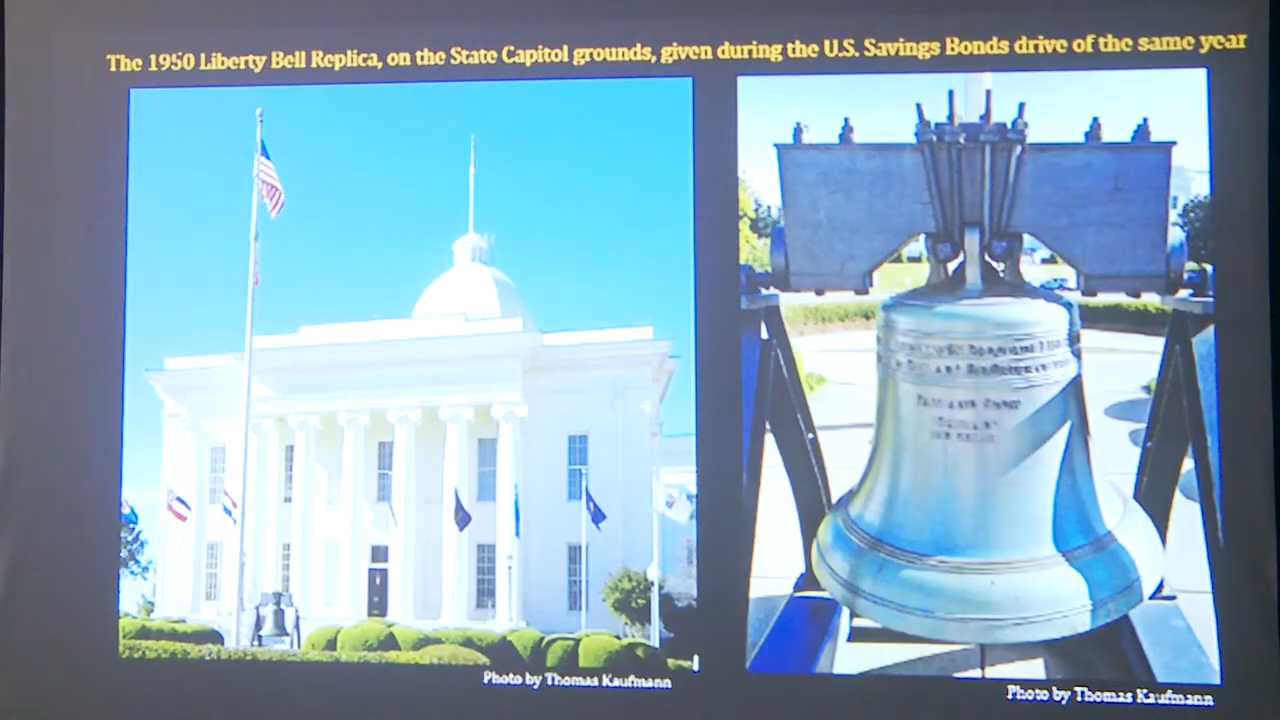 The 1950 Liberty Bell Replica, on the State Capitol grounds, given during the U.S. Savings Bonds drive of the same year
Photo by Thomas Kaufmann
Photo by Thomas Kaufmann